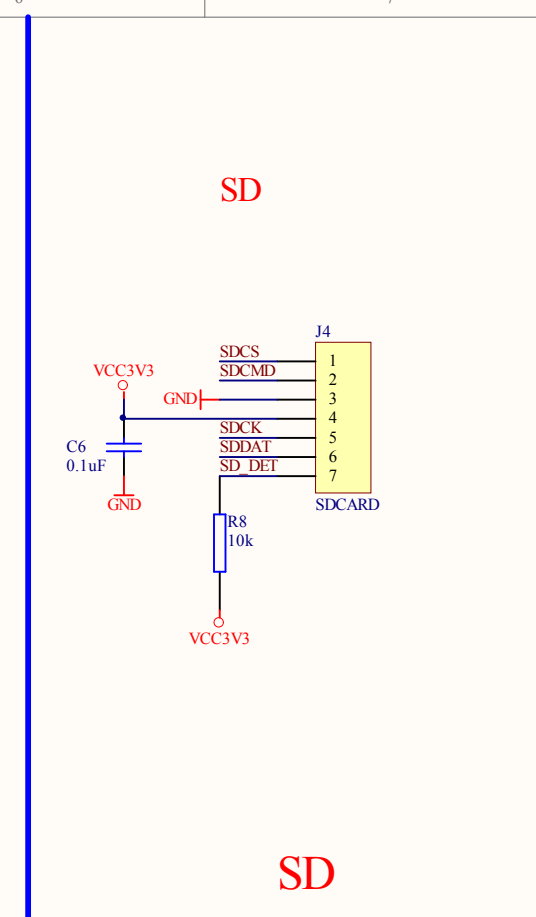 SD
J4
SDCS
1
VCC3V3
SDCMD
2
GND
3
4
SDCK
5
C6
SDDAT
6
0.1uF
SD_DET
7
GND
SDCARD
R8
10k
VCC3V3
SD